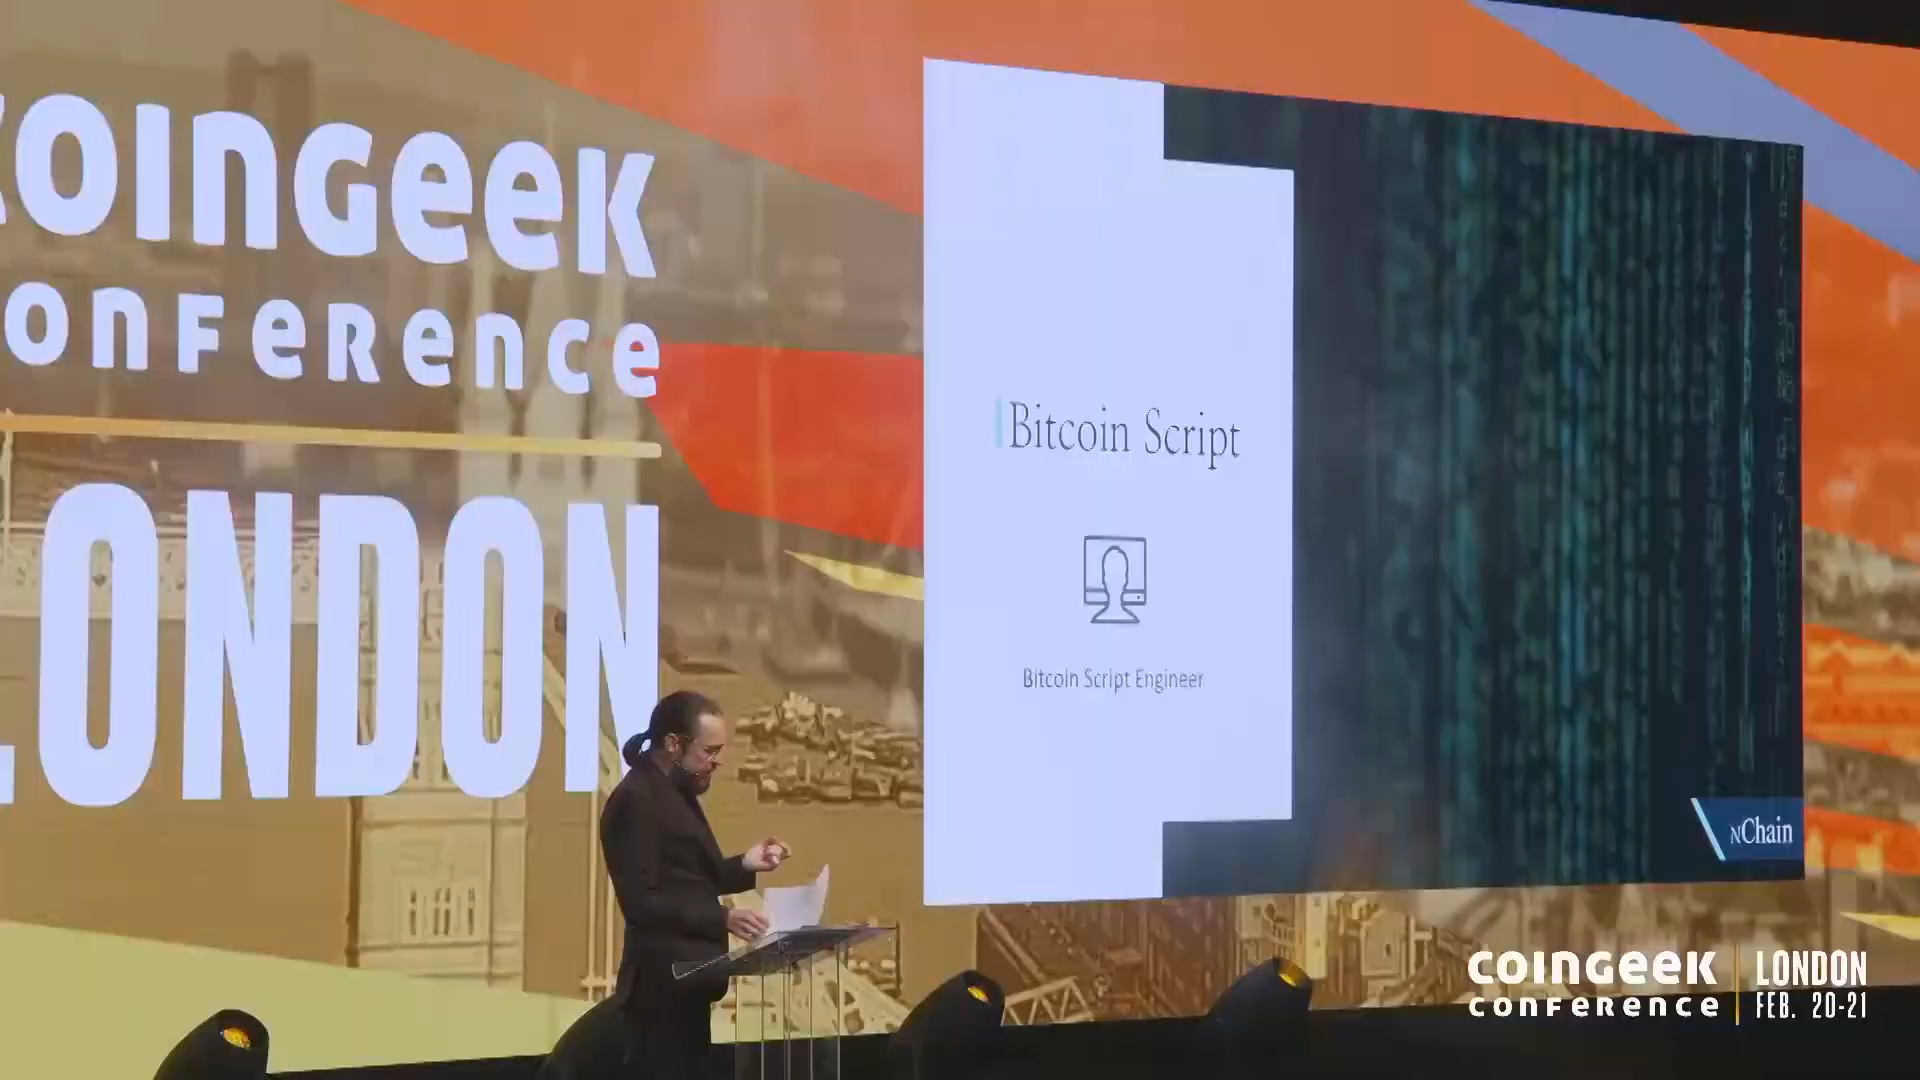 COINGEEK
CONFERENCE
LONDON
Bitcoin Script
Bitcoin Script Engineer
nChain
COINGEEK
CONFERENCE
LONDON
FEB. 20-21